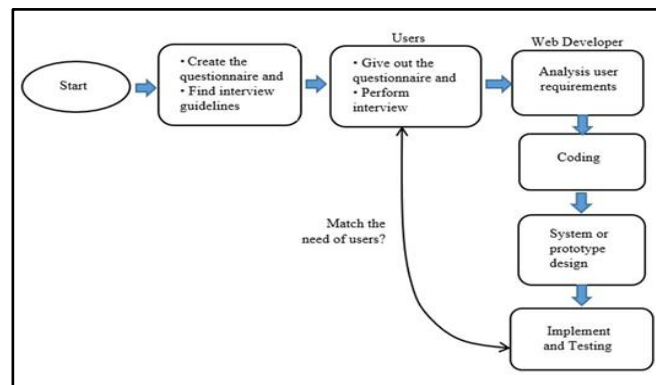 Start
• Create the
questionnaire and
• Find interview
guidelines
Users
• Give out the
questionnaire and
• Perform
interview
Web Developer
Analysis user
requirements
Coding
System or
prototype
design
Implement
and Testing
Match the
need of users?